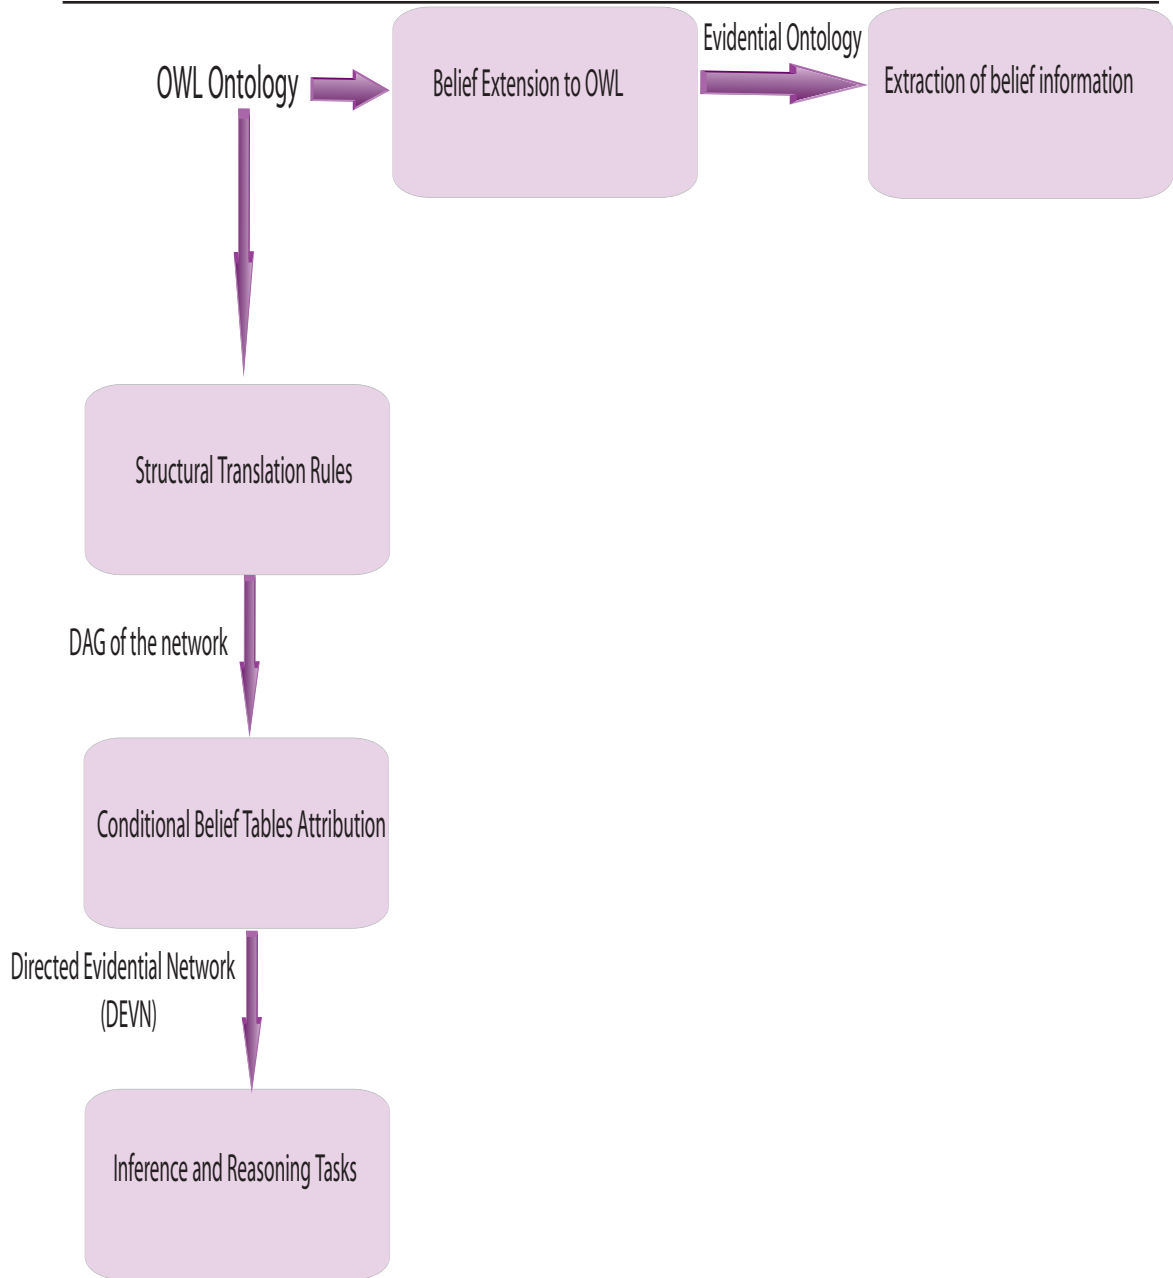 OWL Ontology
Belief Extension to OWL
Evidential Ontology
Extraction of belief information
Structural Translation Rules
DAG of the network
Conditional Belief Tables Attribution
Directed Evidential Network
(DEVN)
Inference and Reasoning Tasks